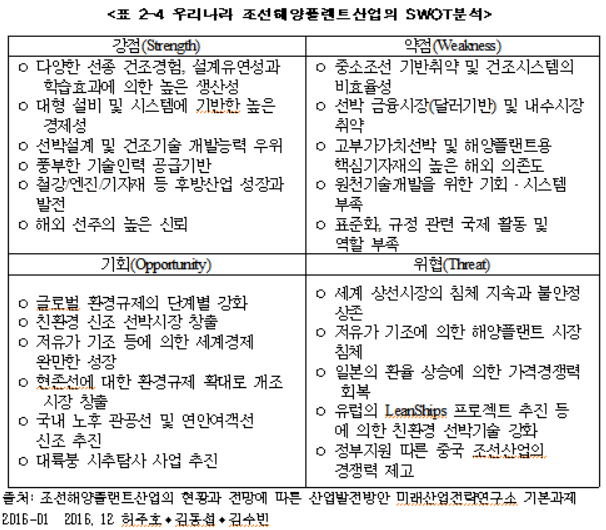 <표 2-4 우리나라 조선해양플랜트산업의 SWOT분석>
강점(Strength)
ㅇ 다양한 선종 건조경험, 설계유연성과
학습효과에 의한 높은 생산성
ㅇ 대형 설비 및 시스템에 기반한 높은
경제성
ㅇ 선박설계 및 건조기술 개발능력 우위
ㅇ 풍부한 기술인력 공급기반
ㅇ 철강/엔진/기자재 등 후방산업 성장과
발전
ㅇ 해외 선주의 높은 신뢰
약점(Weakness)
ㅇ 중소조선 기반취약 및 건조시스템의
비효율성
ㅇ 선박 금융시장(달러기반) 및 내수시장
취약
ㅇ 고부가가치선박 및 해양플랜트용
핵심기자재의 높은 해외 의존도
ㅇ 원천기술개발을 위한 기회·시스템
부족
ㅇ 표준화, 규정 관련 국제 활동 및
역할 부족
기회(Opportunity)
ㅇ 글로벌 환경규제의 단계별 강화
ㅇ 친환경 신조 선박시장 창출
ㅇ 저유가 기조 등에 의한 세계경제
완만한 성장
ㅇ 현존선에 대한 환경규제 확대로 개조
시장 창출
ㅇ 국내 노후 관공선 및 연안여객선
신조 추진
ㅇ 대륙붕 시추탐사 사업 추진
위협(Threat)
ㅇ 세계 상선시장의 침체 지속과 불안정
상존
ㅇ 저유가 기조에 의한 해양플랜트 시장
침체
ㅇ 일본의 환율 상승에 의한 가격경쟁력
회복
ㅇ 유럽의 LeanShips 프로젝트 추진 등
에 의한 친환경 선박기술 강화
ㅇ 정부지원 따른 중국 조선산업의
경쟁력 제고
출처: 조선해양플랜트산업의 현황과 전망에 따른 산업발전방안 미래산업전략연구소 기본과제
2016-01 2016, 12 허주호◆김동섭◆김수빈